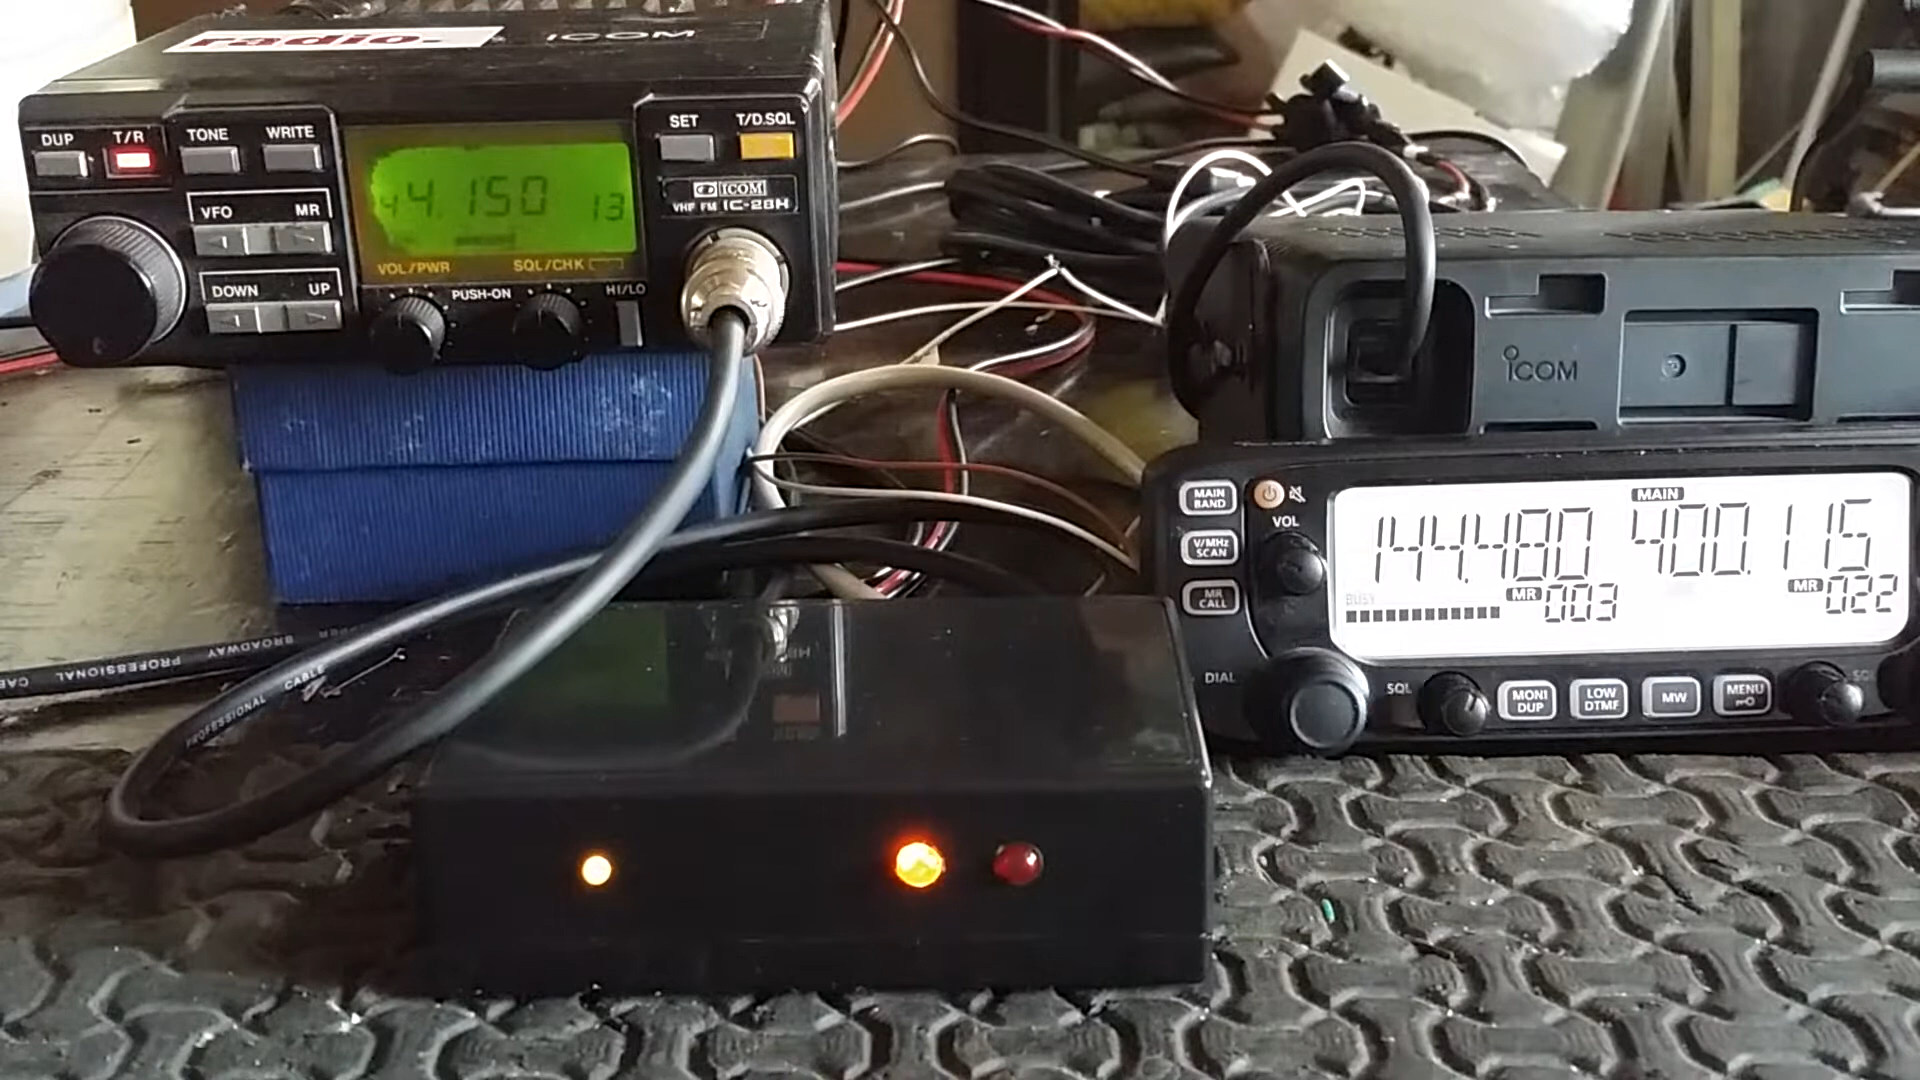 radio.
ICOM
DUP
T/R
TONE
WRITE
SET
T/D.SQL
44.150
13
ICOM
VHF FM IC-28H
VFO
MR
DOWN
UP
VOL/PWR
SQL/CHK
PUSH-ON
HI/LO
ICOM
MAIN BAND
VOL
MAIN
144.480
400.115
V/MHz SCAN
BUSY
MR
003
MR
022
MR CALL
DIAL
SQL
MONI DUP
LOW DTMF
MW
MENU
SQL
PROFESSIONAL BROADWAY
PROFESSIONAL CABLE